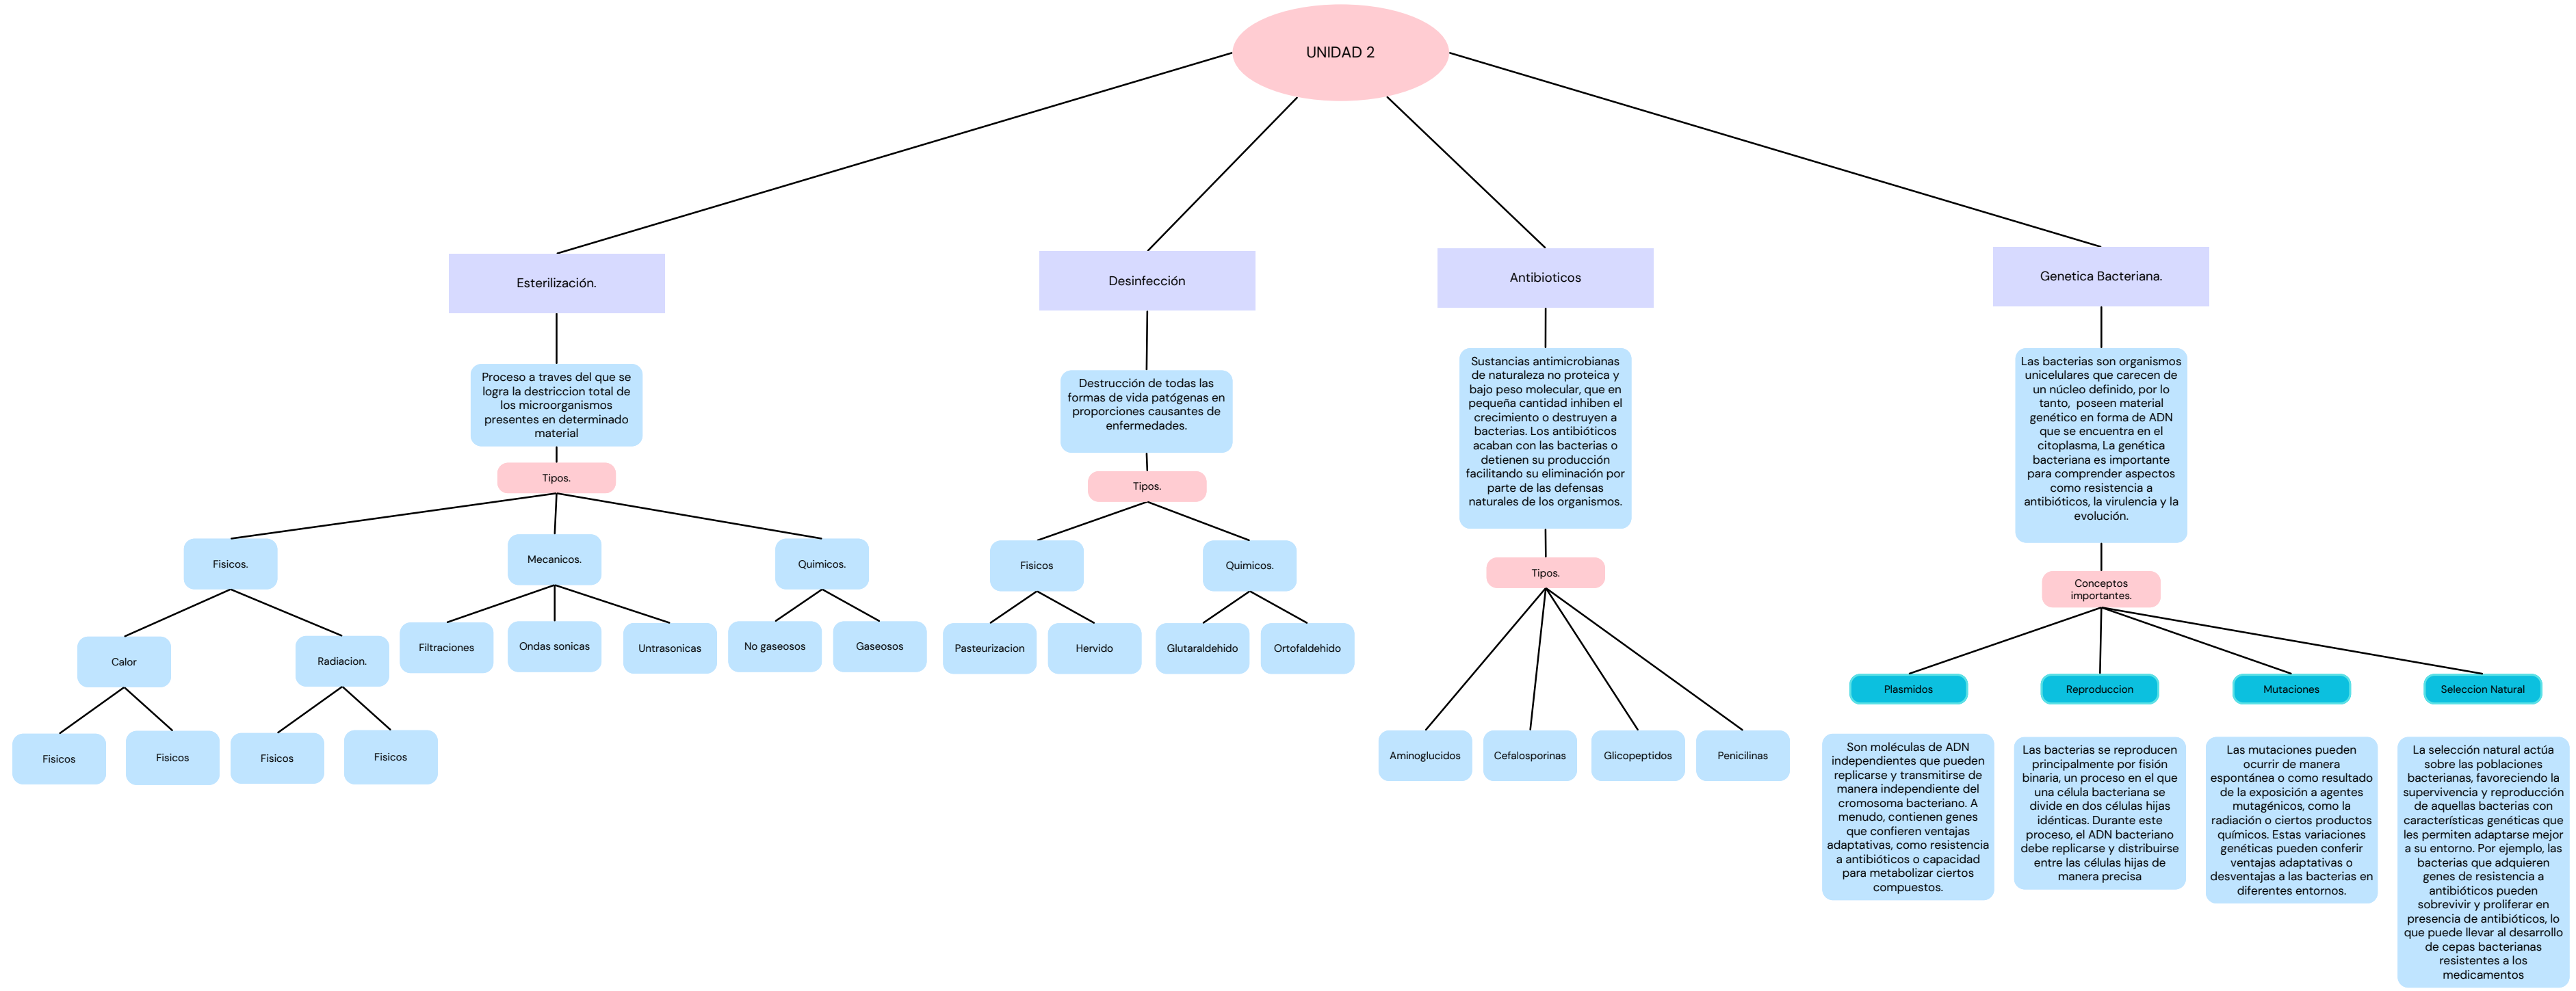 UNIDAD 2
Esterilización.
Desinfección
Antibioticos
Genetica Bacteriana.
Proceso a traves del que se
logra la destriccion total de
los microorganismos
presentes en determinado
material
Destrucción de todas las
formas de vida patógenas en
proporciones causantes de
enfermedades.
Sustancias antimicrobianas
de naturaleza no proteica y
bajo peso molecular, que en
pequeña cantidad inhiben el
crecimiento o destruyen a
bacterias. Los antibióticos
acaban con las bacterias o
detienen su producción
facilitando su eliminación por
parte de las defensas
naturales de los organismos.
Las bacterias son organismos
unicelulares que carecen de
un núcleo definido, por lo
tanto,  poseen material
genético en forma de ADN
que se encuentra en el
citoplasma, La genética
bacteriana es importante
para comprender aspectos
como resistencia a
antibióticos, la virulencia y la
evolución.
Tipos.
Tipos.
Tipos.
Conceptos
importantes.
Fisicos.
Mecanicos.
Quimicos.
Fisicos
Quimicos.
Calor
Radiacion.
Filtraciones
Ondas sonicas
Untrasonicas
No gaseosos
Gaseosos
Pasteurizacion
Hervido
Glutaraldehido
Ortofaldehido
Plasmidos
Reproduccion
Mutaciones
Seleccion Natural
Fisicos
Fisicos
Fisicos
Fisicos
Aminoglucidos
Cefalosporinas
Glicopeptidos
Penicilinas
Son moléculas de ADN
independientes que pueden
replicarse y transmitirse de
manera independiente del
cromosoma bacteriano. A
menudo, contienen genes
que confieren ventajas
adaptativas, como resistencia
a antibióticos o capacidad
para metabolizar ciertos
compuestos.
Las bacterias se reproducen
principalmente por fisión
binaria, un proceso en el que
una célula bacteriana se
divide en dos células hijas
idénticas. Durante este
proceso, el ADN bacteriano
debe replicarse y distribuirse
entre las células hijas de
manera precisa
Las mutaciones pueden
ocurrir de manera
espontánea o como resultado
de la exposición a agentes
mutagénicos, como la
radiación o ciertos productos
químicos. Estas variaciones
genéticas pueden conferir
ventajas adaptativas o
desventajas a las bacterias en
diferentes entornos.
La selección natural actúa
sobre las poblaciones
bacterianas, favoreciendo la
supervivencia y reproducción
de aquellas bacterias con
características genéticas que
les permiten adaptarse mejor
a su entorno. Por ejemplo, las
bacterias que adquieren
genes de resistencia a
antibióticos pueden
sobrevivir y proliferar en
presencia de antibióticos, lo
que puede llevar al desarrollo
de cepas bacterianas
resistentes a los
medicamentos